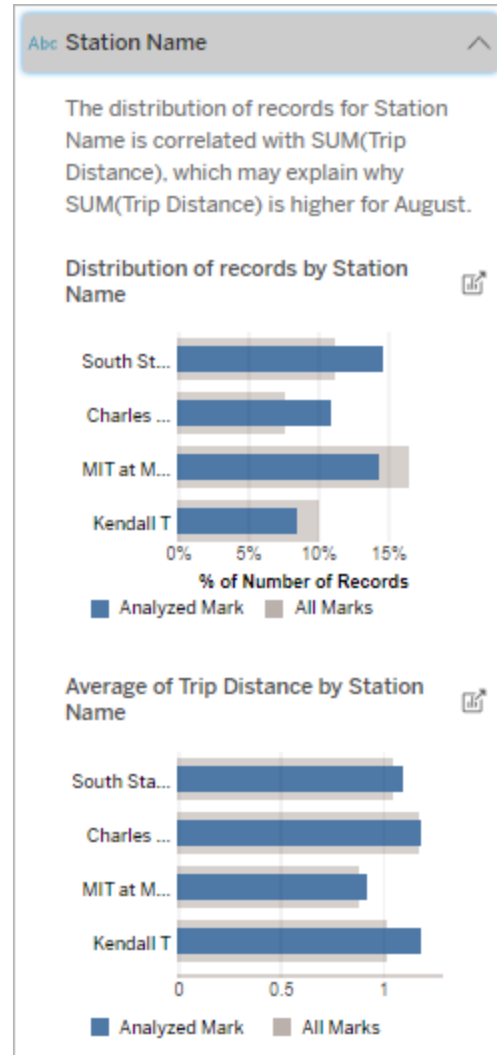 Abc Station Name
The distribution of records for Station
Name is correlated with SUM(Trip
Distance), which may explain why
SUM(Trip Distance) is higher for August.
Distribution of records by Station
Name
South St...
Charles ...
MIT at M...
Kendall T
0% 5% 10% 15%
% of Number of Records
Analyzed Mark All Marks
Average of Trip Distance by Station
Name
South Sta...
Charles ...
MIT at M...
Kendall T
0 0.5 1
Analyzed Mark All Marks